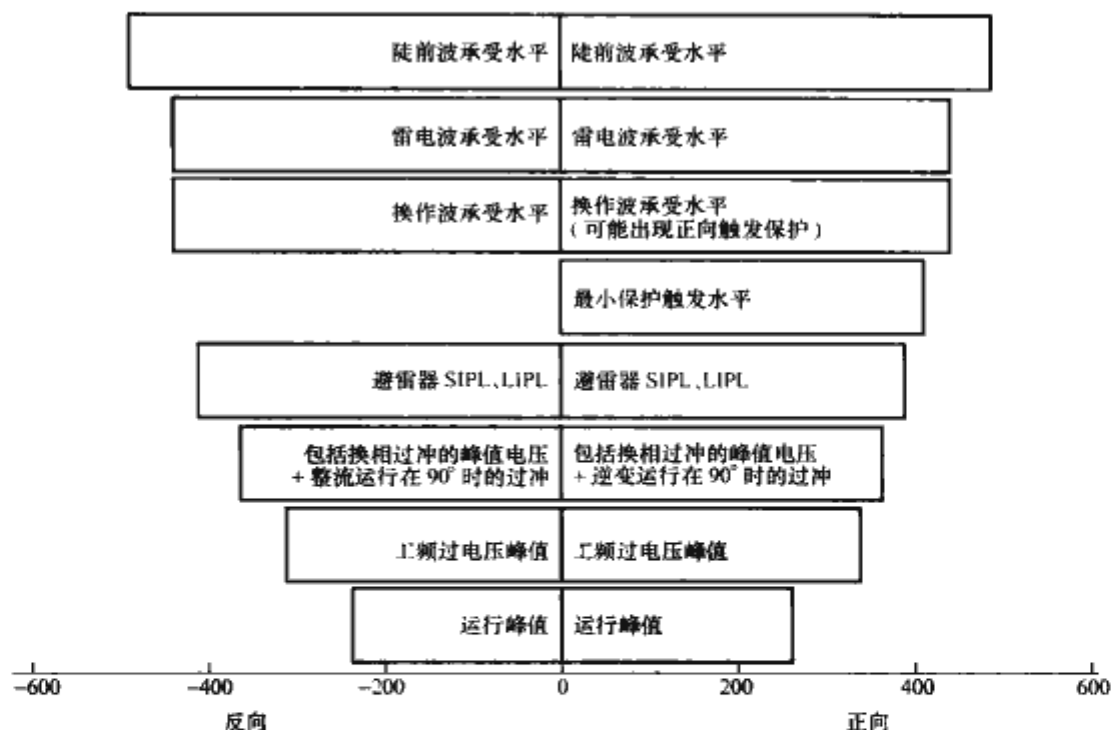 陡前波承受水平 陡前波承受水平
雷电波承受水平 雷电波承受水平
操作波承受水平 操作波承受水平
(可能出现正向触发保护)
最小保护触发水平
避雷器 SIPL、LIPL 避雷器 SIPL、LIPL
包括换相过冲的峰值电压 包括换相过冲的峰值电压
+整流运行在 90° 时的过冲 +逆变运行在 90° 时的过冲
工频过电压峰值 工频过电压峰值
运行峰值 运行峰值
-600 -400 -200 0 200 400 600
反向 正向